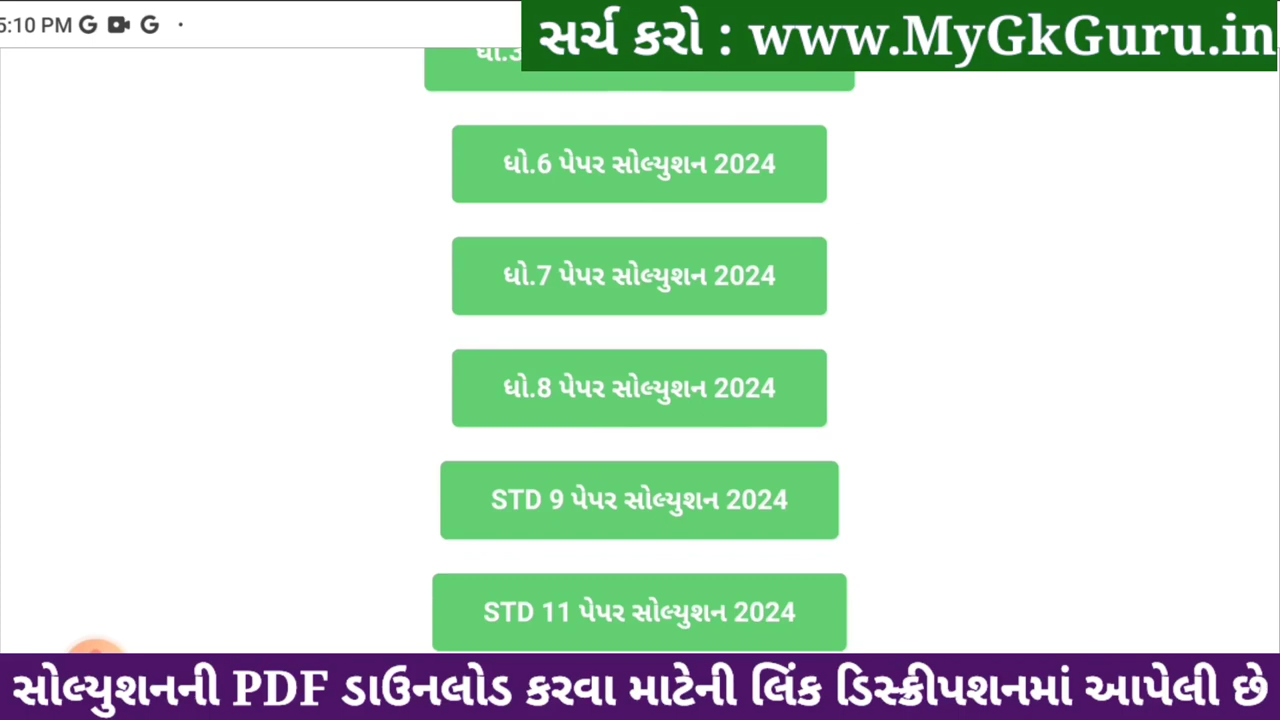 5:10 PM G G
સર્ચ કરો : www.MyGkGuru.in
ધો.6 પેપર સોલ્યુશન 2024
ધો.7 પેપર સોલ્યુશન 2024
ધો.8 પેપર સોલ્યુશન 2024
STD 9 પેપર સોલ્યુશન 2024
STD 11 પેપર સોલ્યુશન 2024
સોલ્યુશનની PDF ડાઉનલોડ કરવા માટેની લિંક ડિસ્ક્રીપશનમાં આપેલી છે